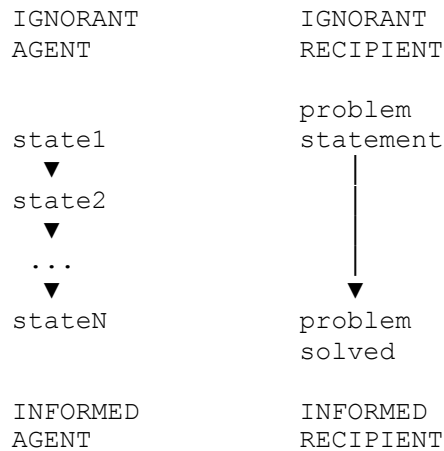 IGNORANT IGNORANT
AGENT RECIPIENT
problem
state1 statement
state2
...
stateN problem
solved
INFORMED INFORMED
AGENT RECIPIENT